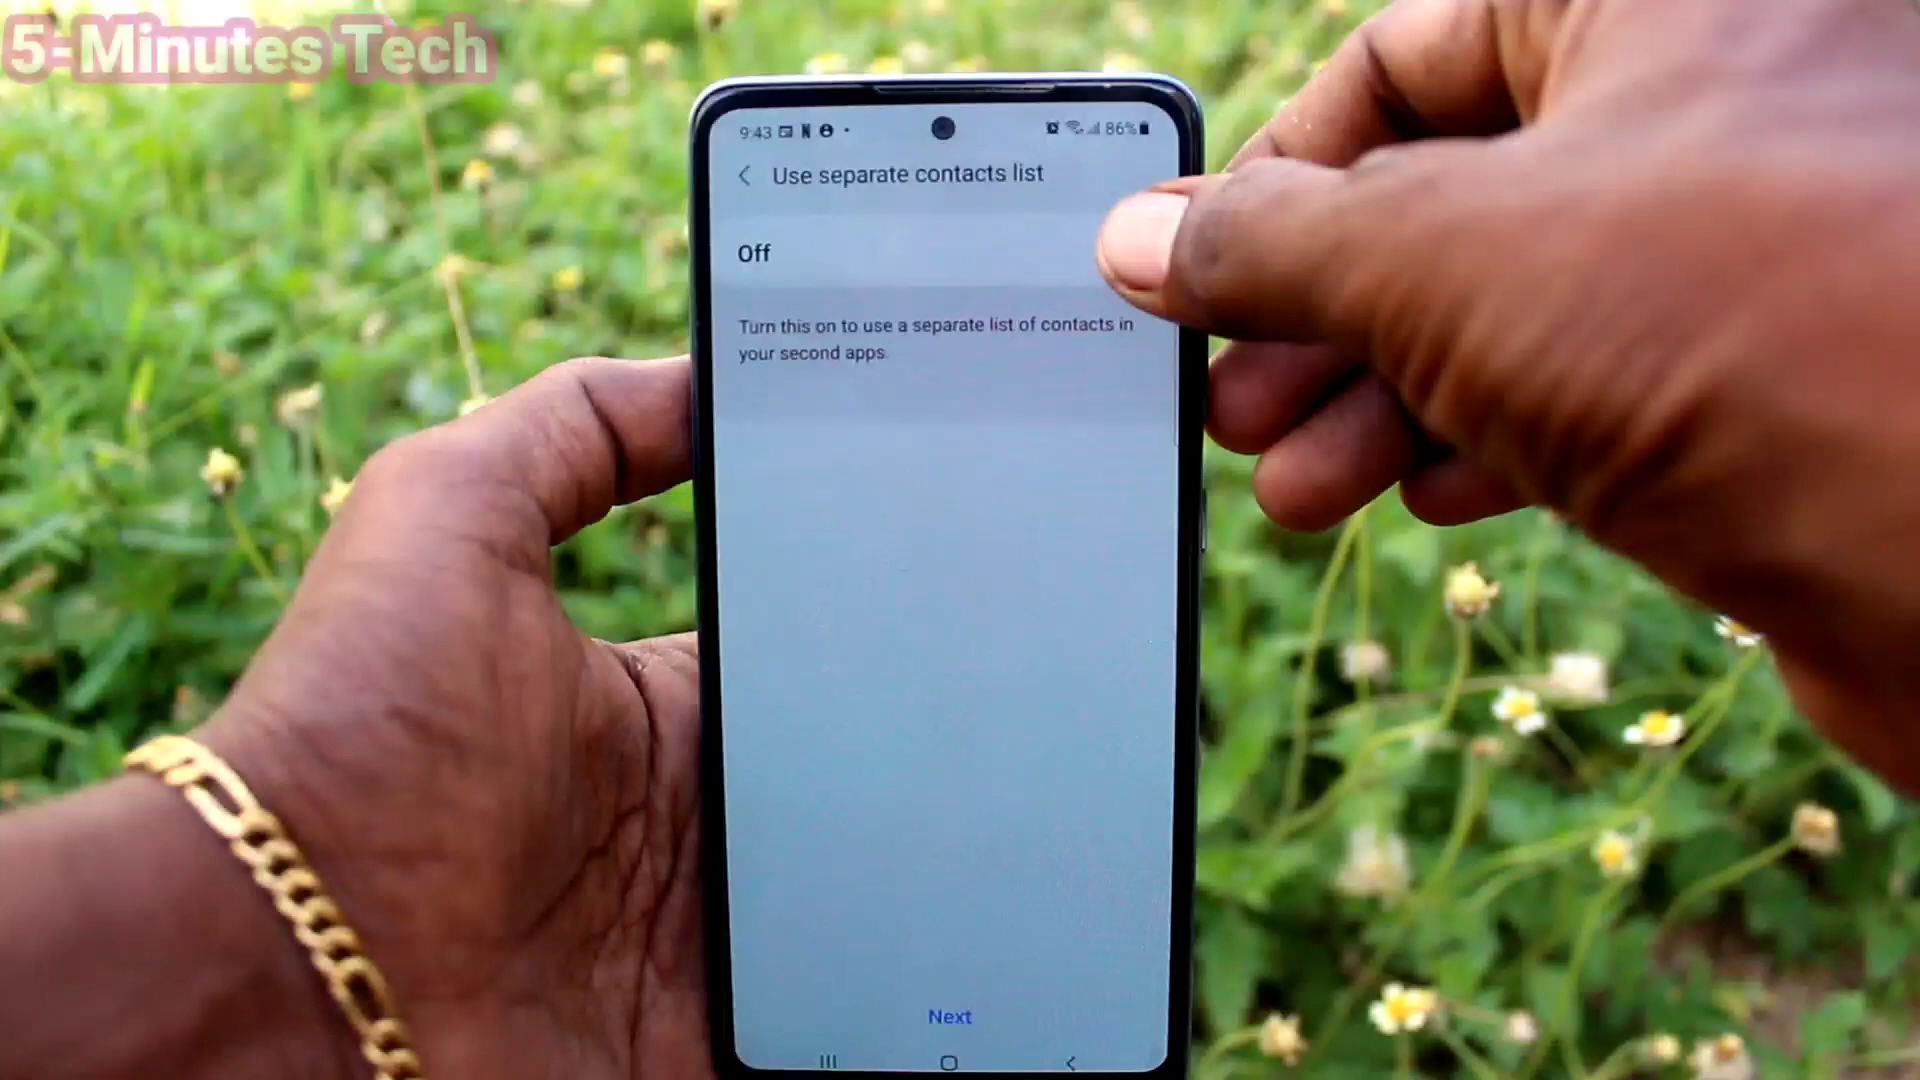 5-Minutes Tech
9:43
86%
Use separate contacts list
Off
Turn this on to use a separate list of contacts in
your second apps.
Next